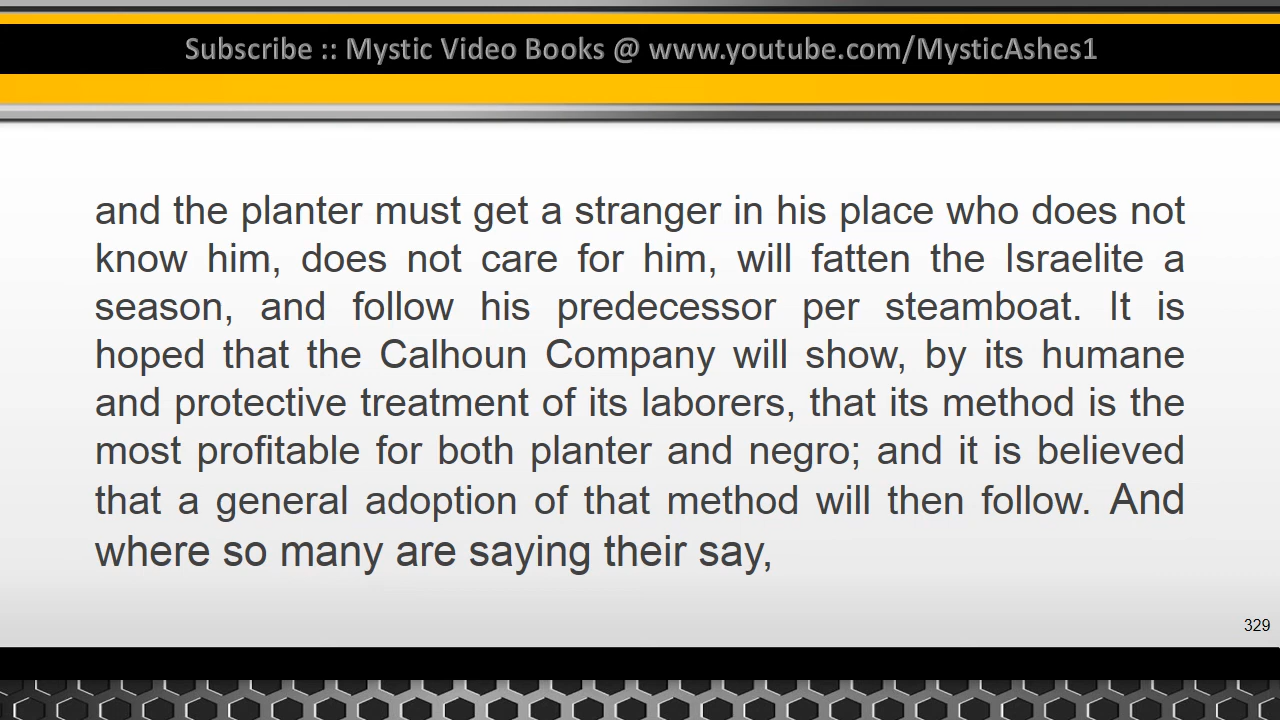 Subscribe :: Mystic Video Books @ www.youtube.com/MysticAshes1
and the planter must get a stranger in his place who does not
know him, does not care for him, will fatten the Israelite a
season, and follow his predecessor per steamboat. It is
hoped that the Calhoun Company will show, by its humane
and protective treatment of its laborers, that its method is the
most profitable for both planter and negro; and it is believed
that a general adoption of that method will then follow. And
where so many are saying their say,
329